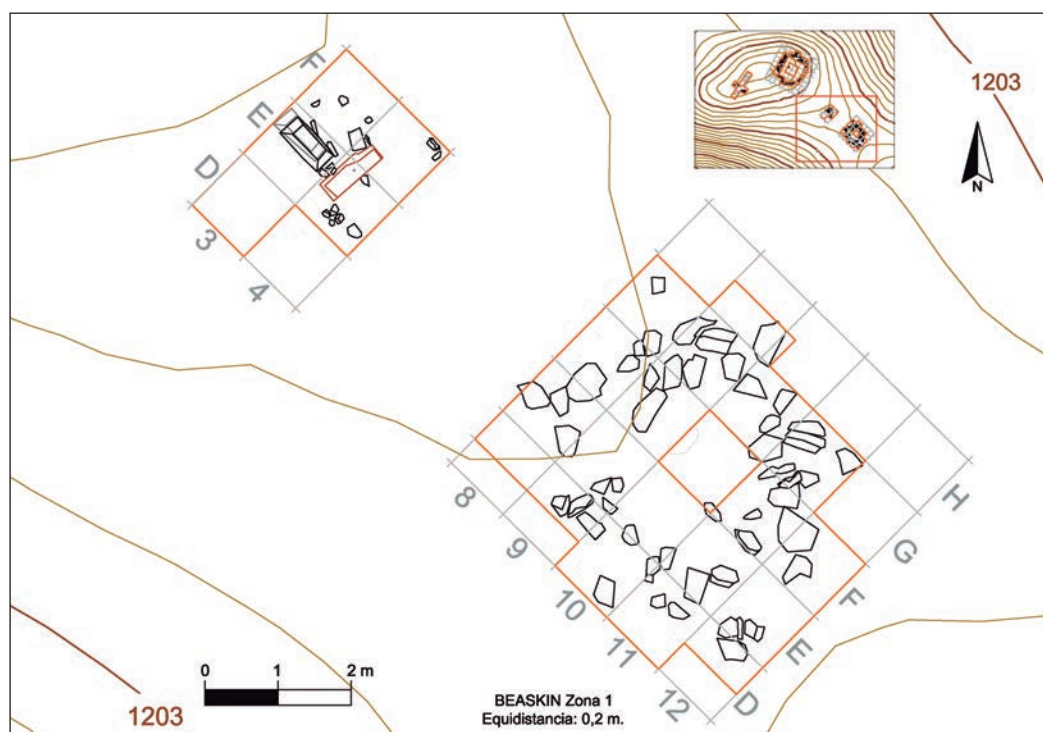 F
E
D
3
4
1203
N
8
9
10
11
12
H
G
F
E
D
0 1 2 m
1203
BEASKIN Zona 1
Equidistancia: 0,2 m.